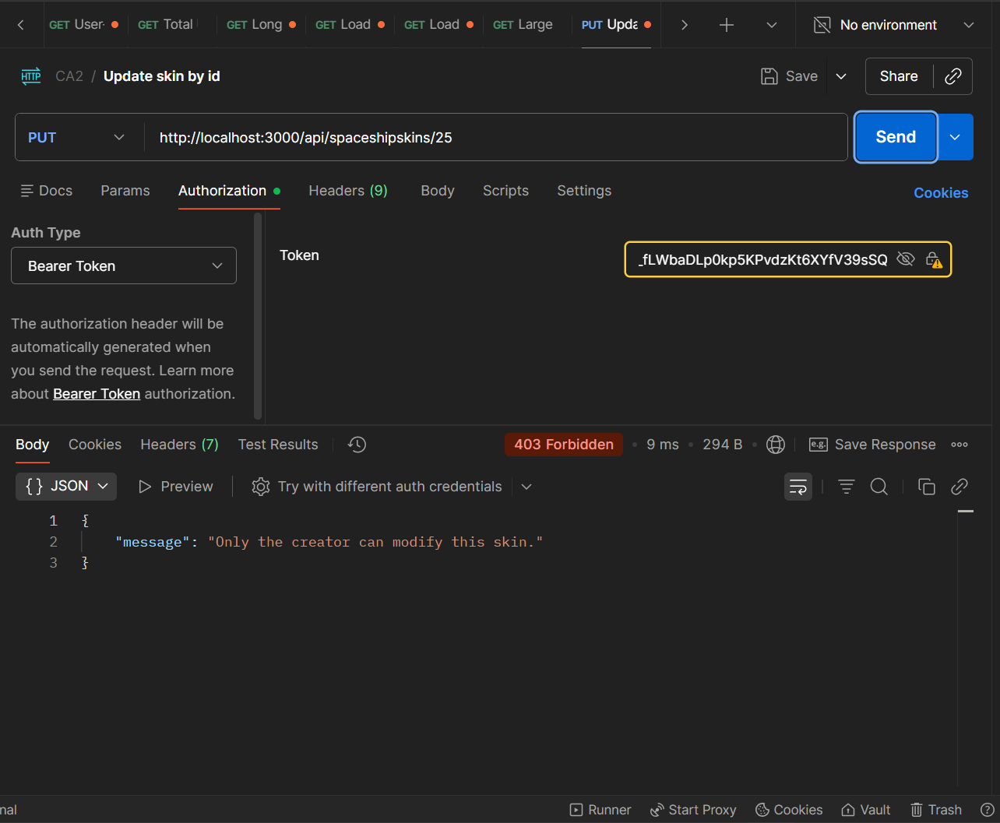 GET User- GET Total GET Long GET Load GET Load GET Large PUT Upda No environment
HTTP CA2 / Update skin by id Save Share
PUT http://localhost:3000/api/spaceshipskins/25 Send
Docs Params Authorization Headers (9) Body Scripts Settings Cookies
Auth Type
Bearer Token
Token _fLWbaDLp0kp5KPvdzKt6XYfV39sSQ
The authorization header will be
automatically generated when
you send the request. Learn more
about Bearer Token authorization.
Body Cookies Headers (7) Test Results 403 Forbidden • 9 ms • 294 B • e.g. Save Response
{ } JSON Preview Try with different auth credentials
1 {
2 "message": "Only the creator can modify this skin."
3 }
nal Runner Start Proxy Cookies Vault Trash